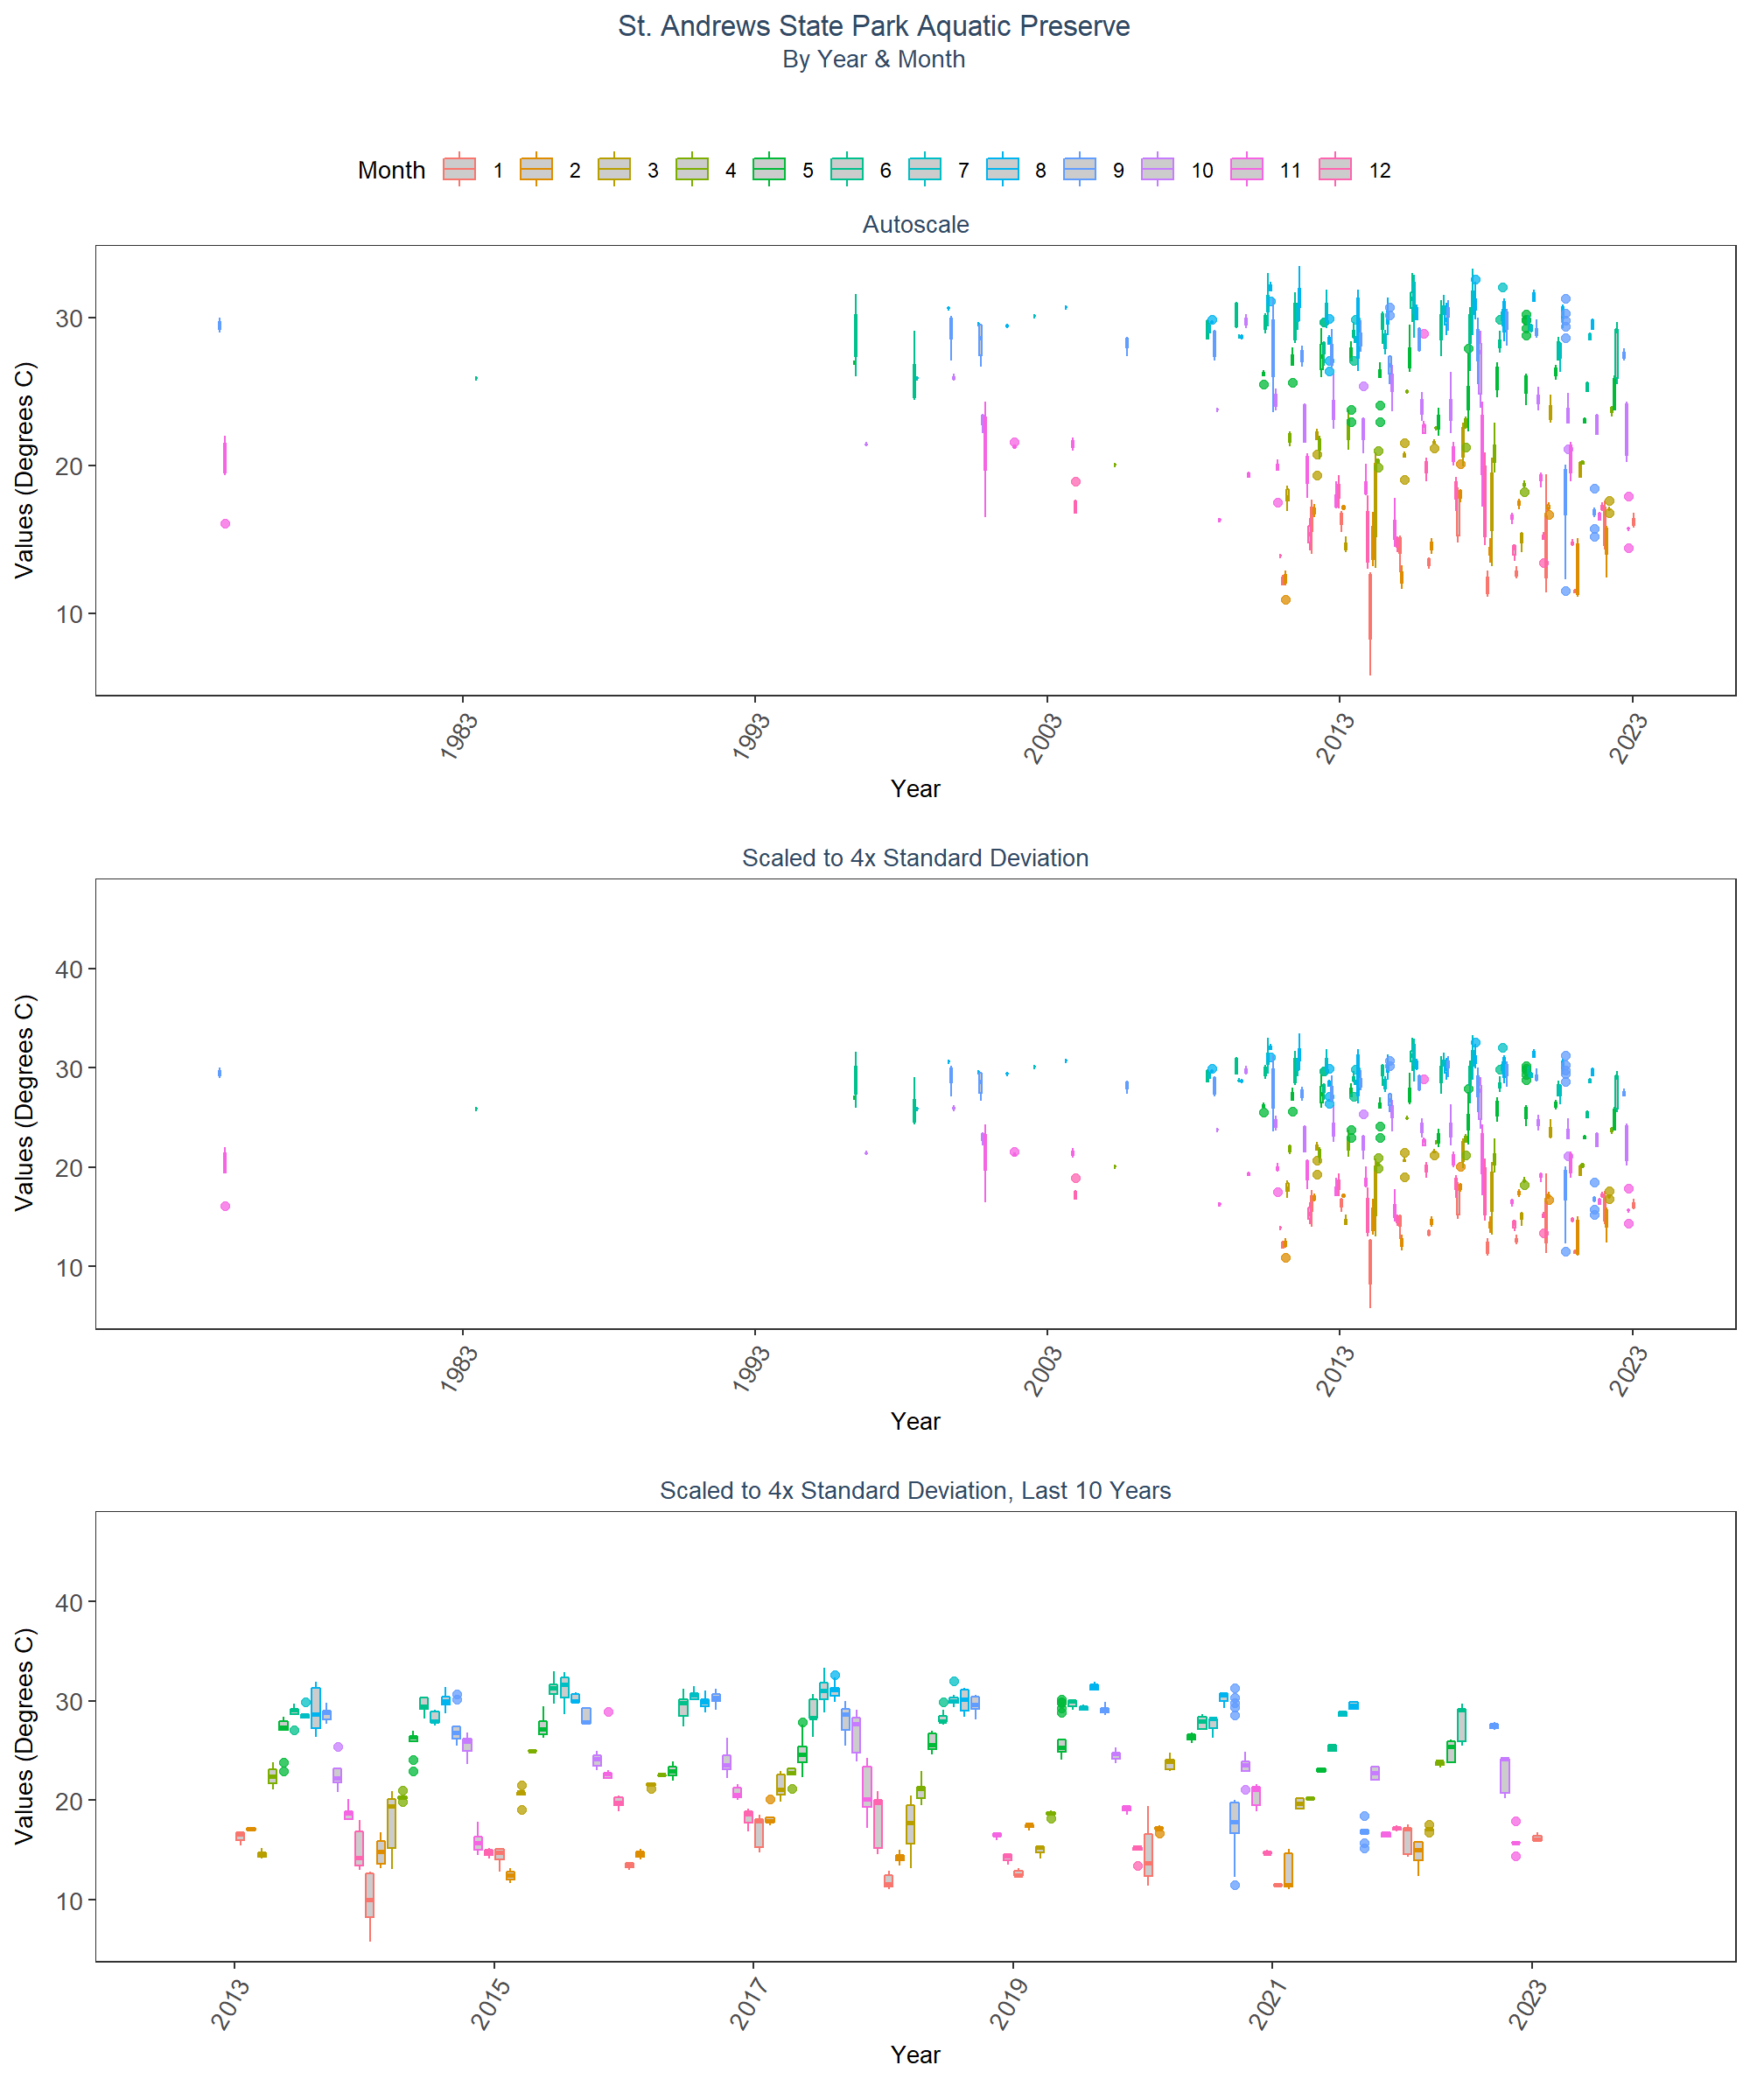 St. Andrews State Park Aquatic Preserve
By Year & Month
Month 1 2 3 4 5 6 7 8 9 10 11 12
Autoscale
Values (Degrees C)
30
20
10
1983 1993 2003 2013 2023
Year
Scaled to 4x Standard Deviation
Values (Degrees C)
40
30
20
10
1983 1993 2003 2013 2023
Year
Scaled to 4x Standard Deviation, Last 10 Years
Values (Degrees C)
40
30
20
10
2013 2015 2017 2019 2021 2023
Year